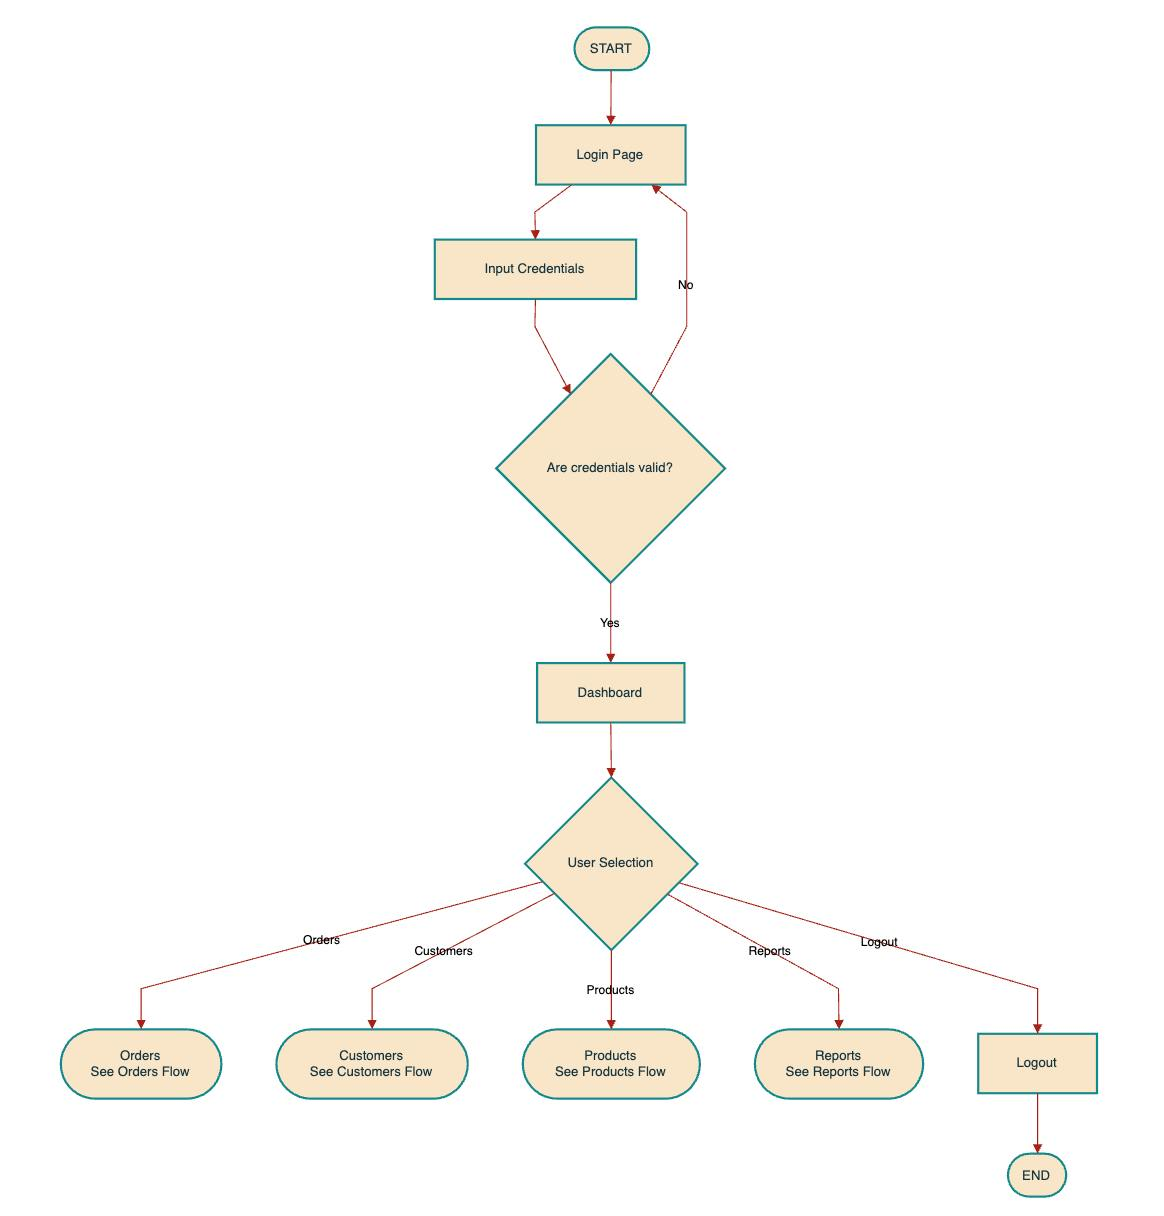 START
Login Page
Input Credentials
No
Are credentials valid?
Yes
Dashboard
User Selection
Orders
Customers
Products
Reports
Logout
Orders
See Orders Flow
Customers
See Customers Flow
Products
See Products Flow
Reports
See Reports Flow
Logout
END